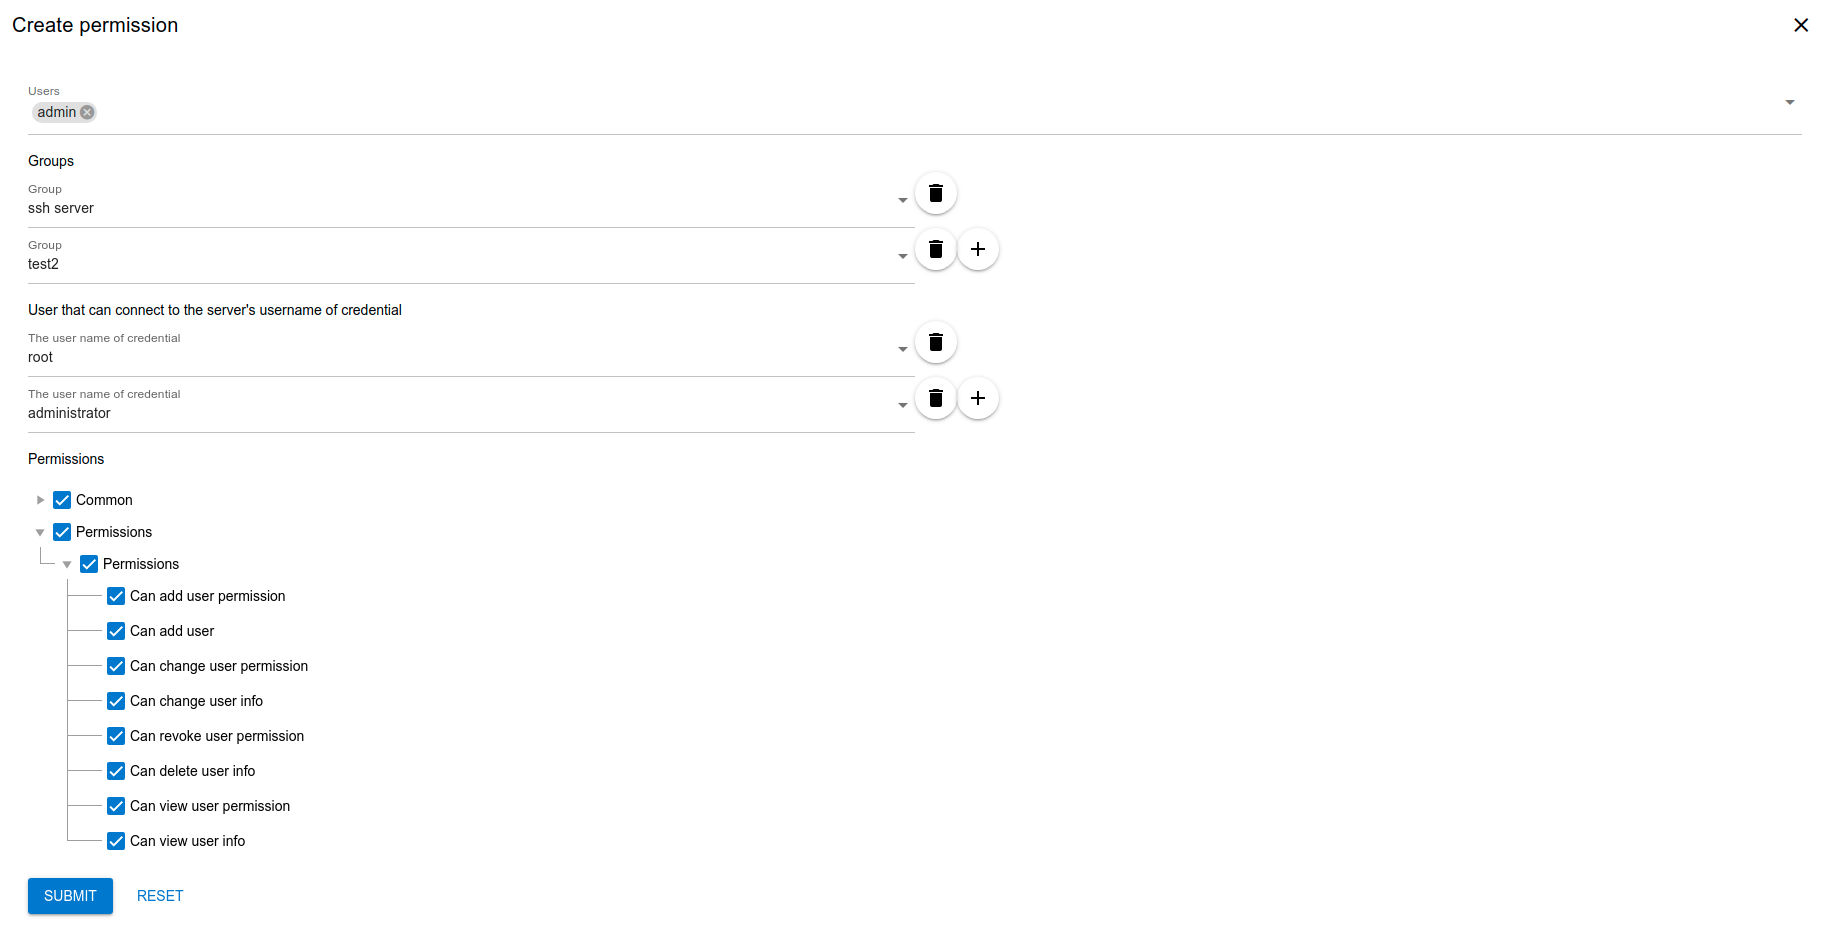 Create permission
Users
admin
Groups
Group
ssh server
Group
test2
User that can connect to the server's username of credential
The user name of credential
root
The user name of credential
administrator
Permissions
Common
Permissions
Permissions
Can add user permission
Can add user
Can change user permission
Can change user info
Can revoke user permission
Can delete user info
Can view user permission
Can view user info
SUBMIT RESET